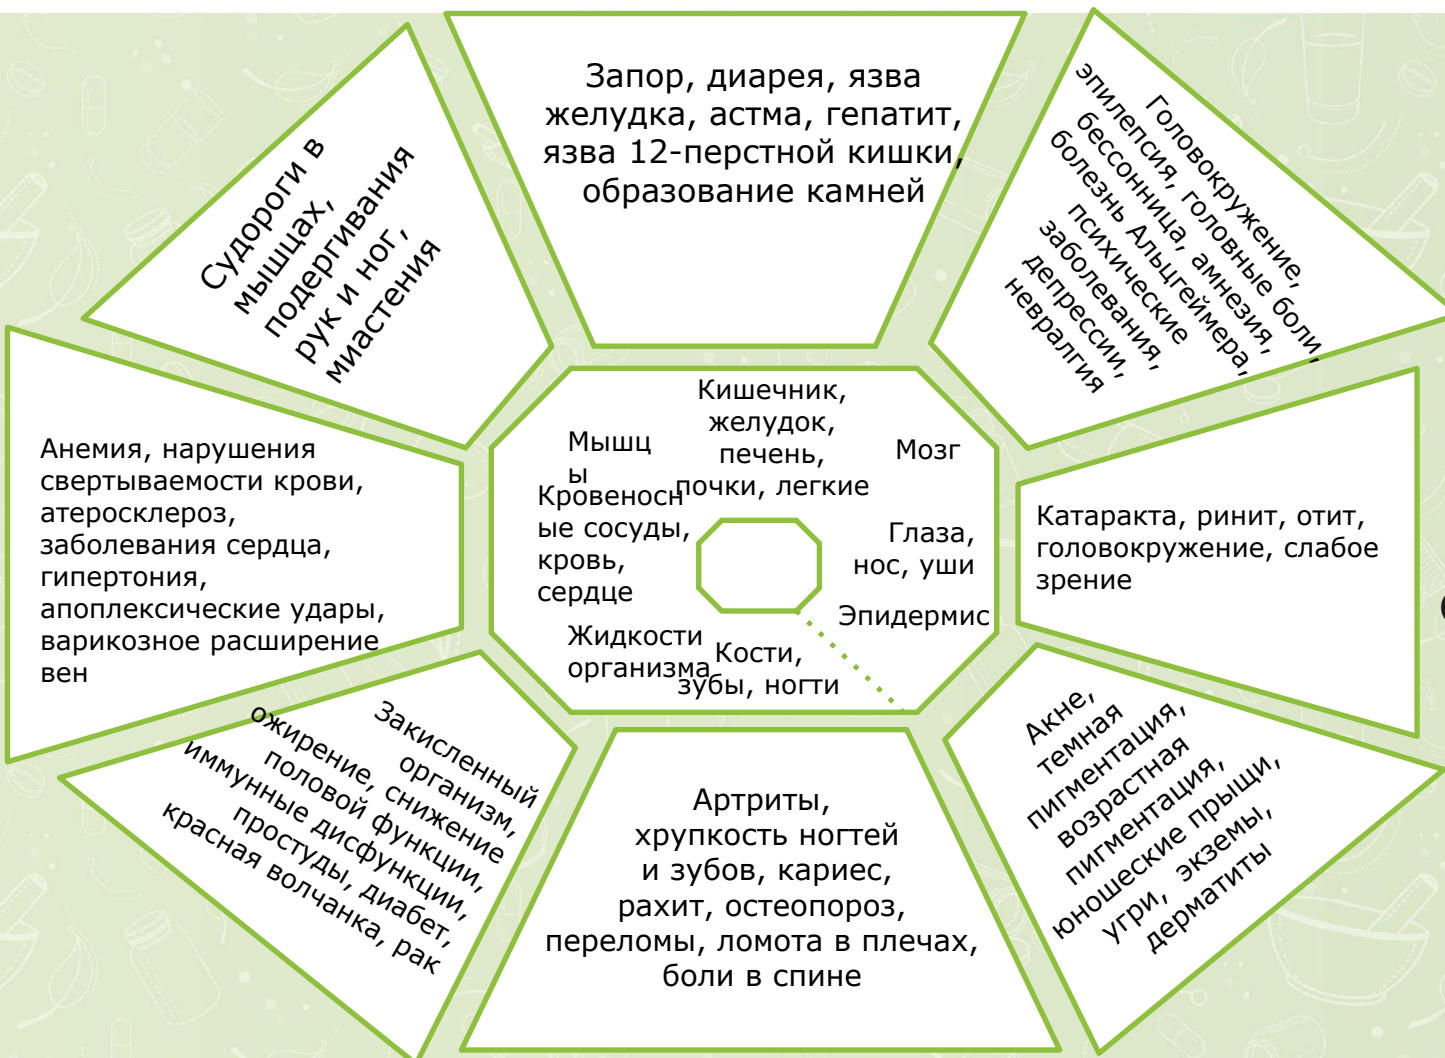 Запор, диарея, язва
желудка, астма, гепатит,
язва 12-перстной кишки,
образование камней
Судороги в
мышцах,
подергивания
рук и ног,
миастения
Головокружение,
эпилепсия, головные боли,
бессонница, амнезия,
болезнь Альцгеймера,
психические
заболевания,
депрессии,
невралгия
Анемия, нарушения
свертываемости крови,
атеросклероз,
заболевания сердца,
гипертония,
апоплексические удары,
варикозное расширение
вен
Кишечник,
желудок,
печень,
почки, легкие
Мышц
ы
Мозг
Кровеносн
ые сосуды,
кровь,
сердце
Глаза,
нос, уши
Эпидермис
Жидкости
организма
Кости,
зубы, ногти
Катаракта, ринит, отит,
головокружение, слабое
зрение
Закисленный
организм,
ожирение, снижение
половой функции,
иммунные дисфункции,
простуды, диабет,
красная волчанка, рак
Артриты,
хрупкость ногтей
и зубов, кариес,
рахит, остеопороз,
переломы, ломота в плечах,
боли в спине
Акне,
темная
пигментация,
возрастная
пигментация,
юношеские прыщи,
угри, экземы,
дерматиты